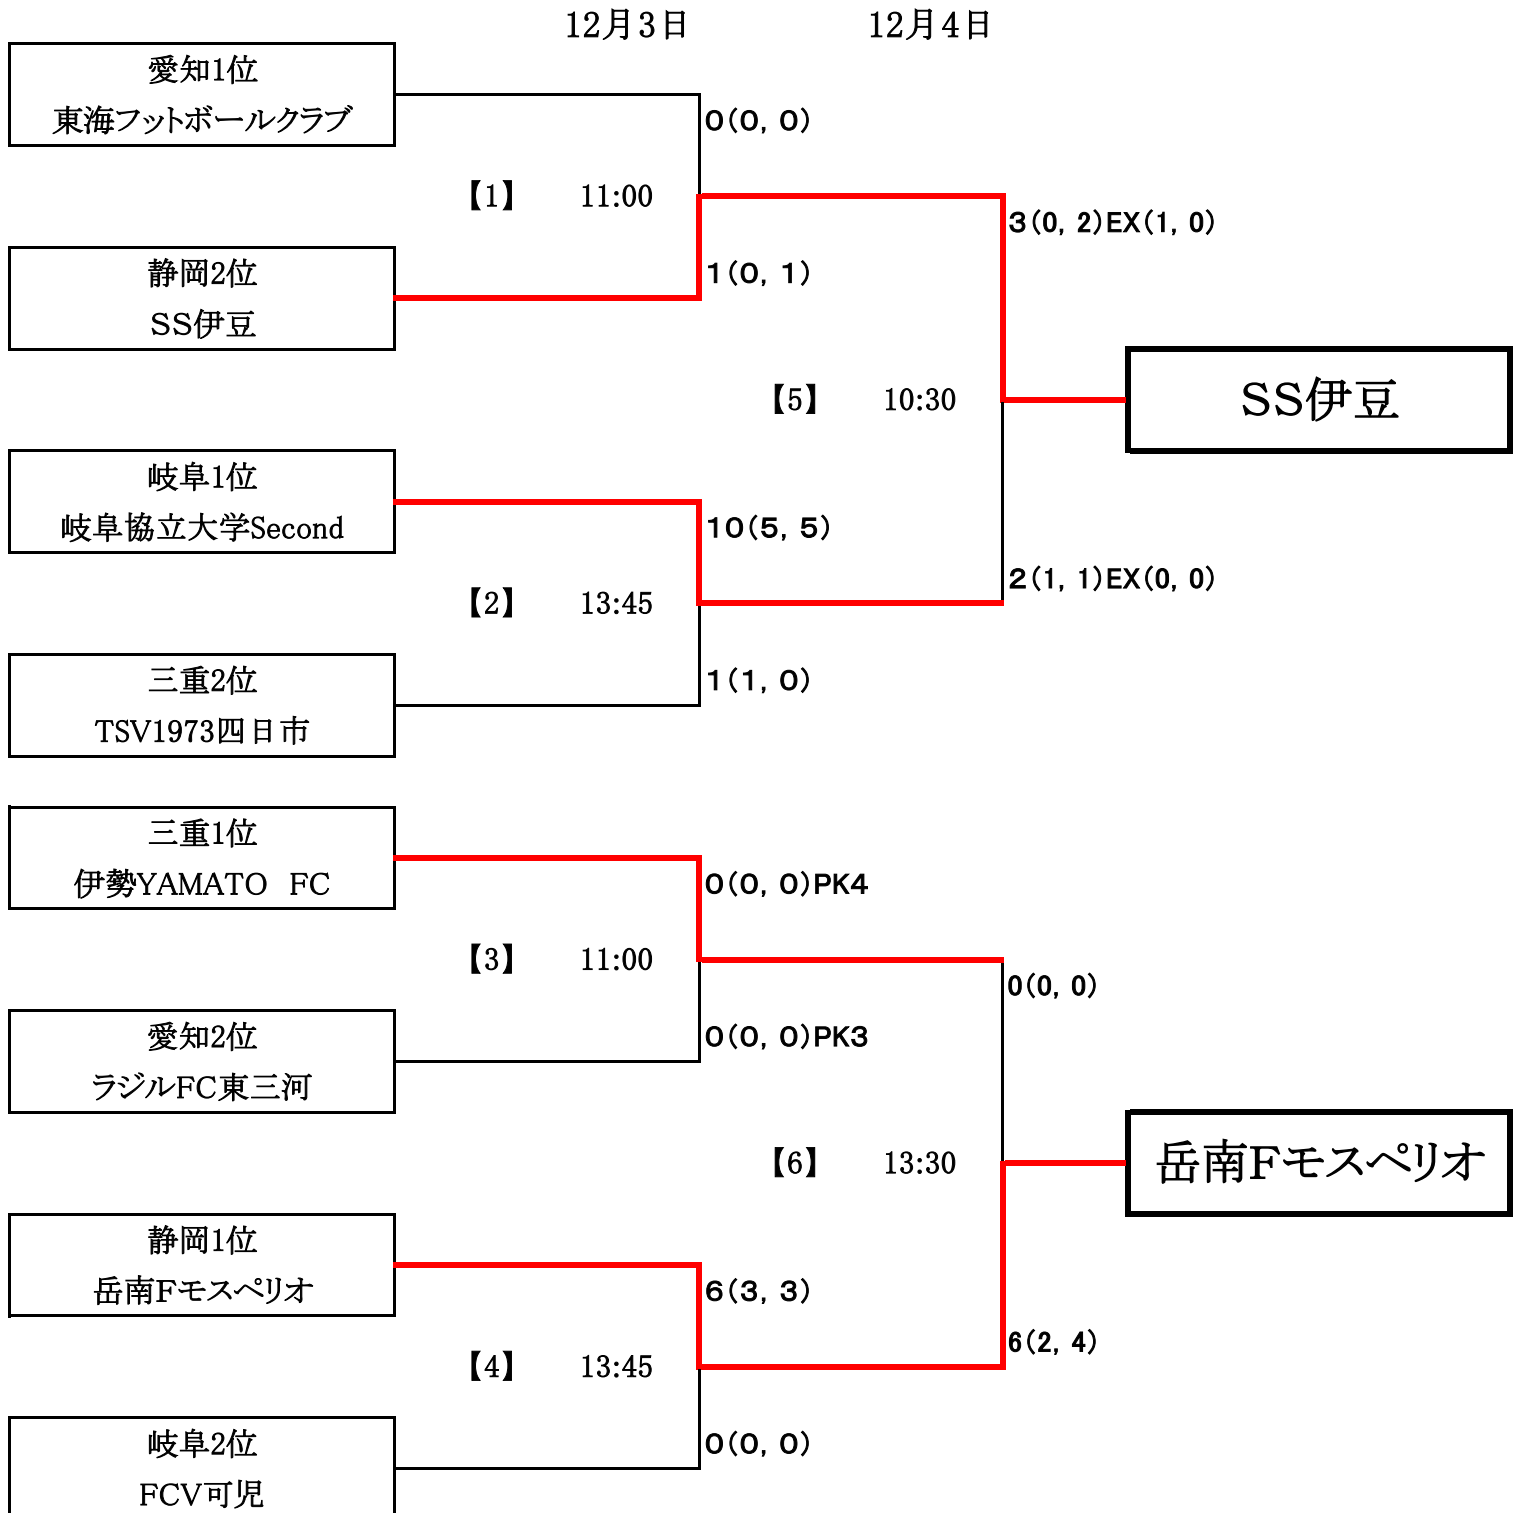 12月3日
12月4日
愛知1位
東海フットボールクラブ
0(0, 0)
【1】 11:00
3(0, 2)EX(1, 0)
静岡2位
SS伊豆
1(0, 1)
【5】 10:30
SS伊豆
岐阜1位
岐阜協立大学Second
10(5, 5)
2(1, 1)EX(0, 0)
【2】 13:45
三重2位
TSV1973四日市
1(1, 0)
三重1位
伊勢YAMATO FC
0(0, 0)PK4
【3】 11:00
0(0, 0)
愛知2位
ラジルFC東三河
0(0, 0)PK3
【6】 13:30
岳南Fモスペリオ
静岡1位
岳南Fモスペリオ
6(3, 3)
6(2, 4)
【4】 13:45
岐阜2位
FCV可児
0(0, 0)